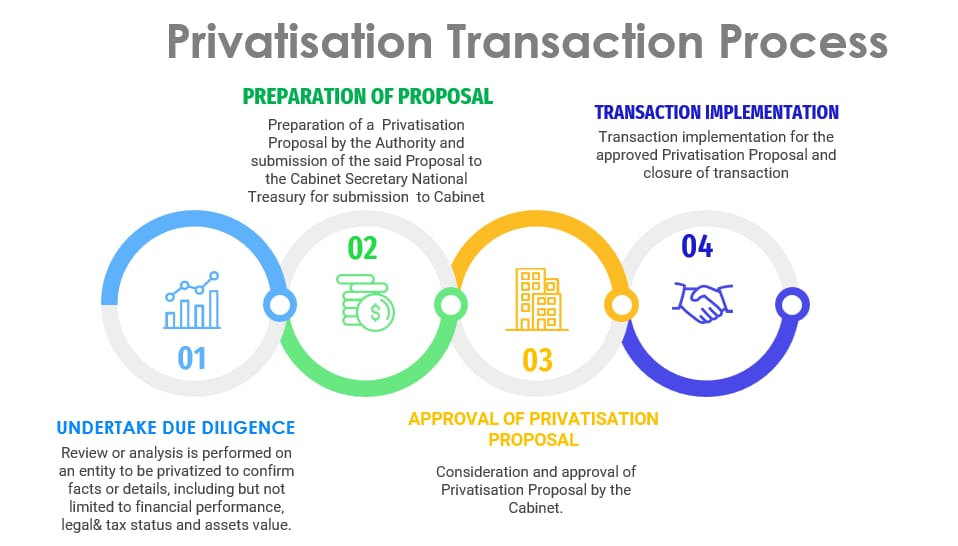 Privatisation Transaction Process
PREPARATION OF PROPOSAL
Preparation of a Privatisation
Proposal by the Authority and
submission of the said Proposal to
the Cabinet Secretary National
Treasury for submission to Cabinet
TRANSACTION IMPLEMENTATION
Transaction implementation for the
approved Privatisation Proposal and
closure of transaction
01
02
$
03
04
UNDERTAKE DUE DILIGENCE
Review or analysis is performed on
an entity to be privatized to confirm
facts or details, including but not
limited to financial performance,
legal& tax status and assets value.
APPROVAL OF PRIVATISATION
PROPOSAL
Consideration and approval of
Privatisation Proposal by the
Cabinet.